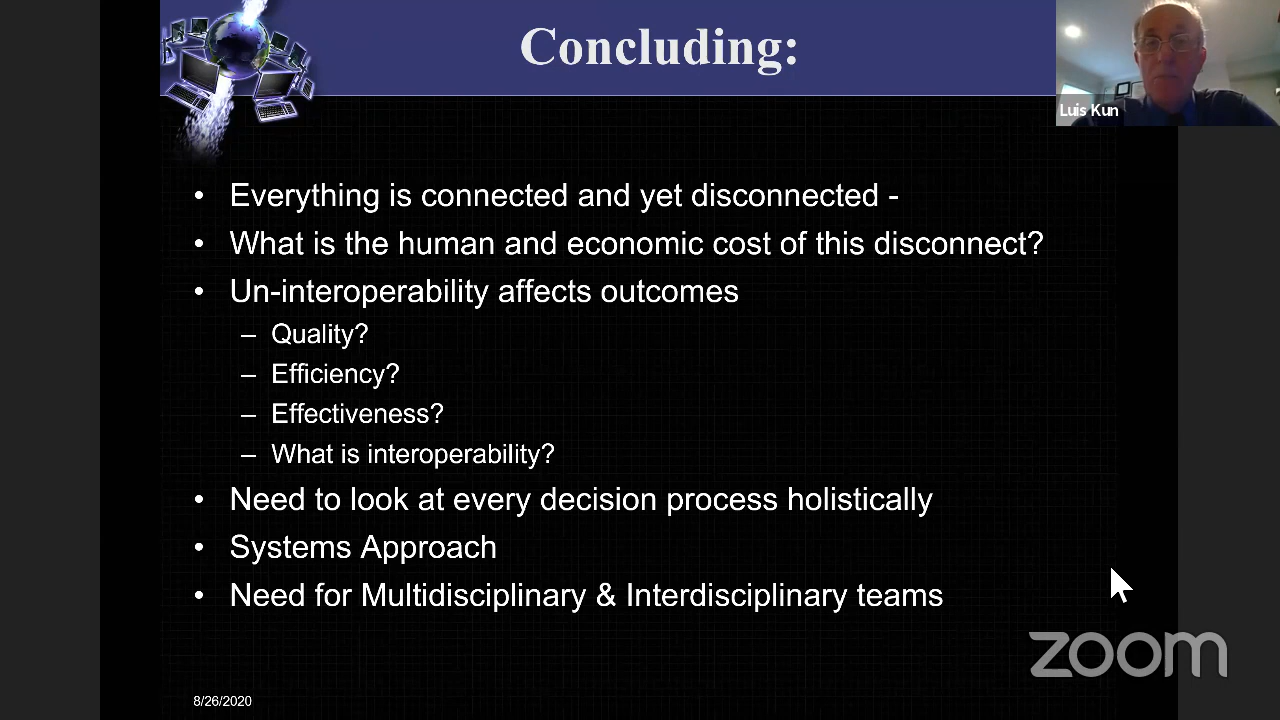 Concluding:
Luis Kun
• Everything is connected and yet disconnected -
• What is the human and economic cost of this disconnect?
• Un-interoperability affects outcomes
– Quality?
– Efficiency?
– Effectiveness?
– What is interoperability?
• Need to look at every decision process holistically
• Systems Approach
• Need for Multidisciplinary & Interdisciplinary teams
zoom
8/26/2020